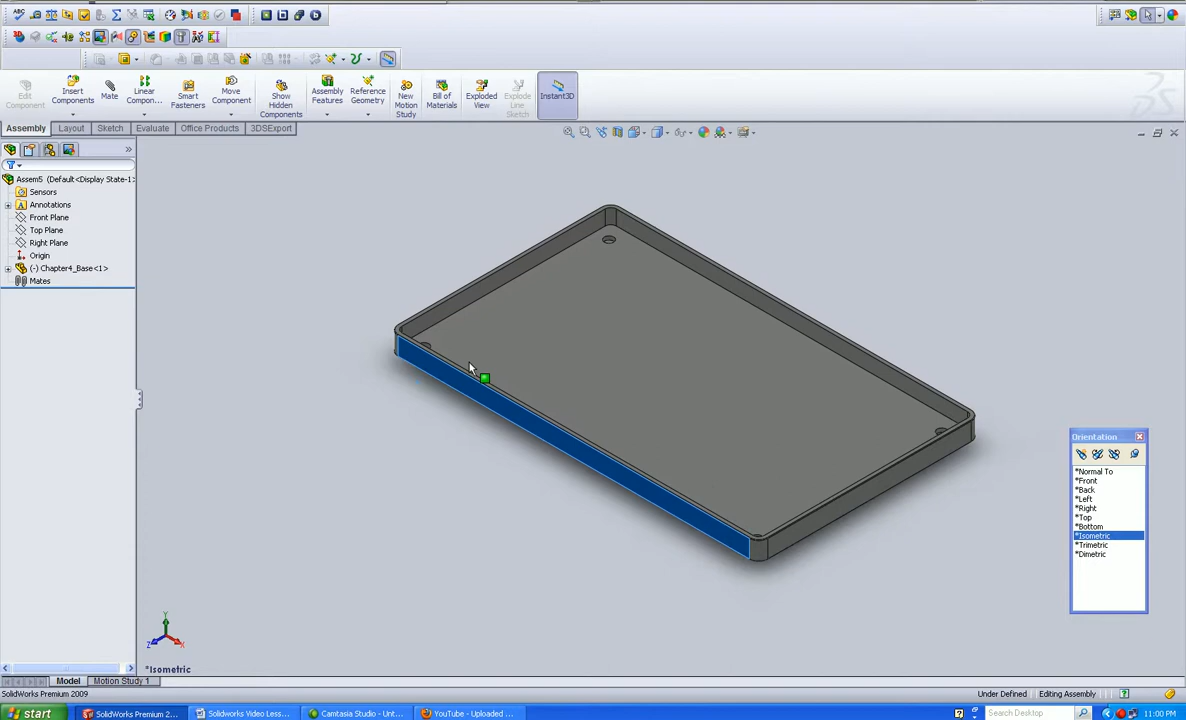 ABC
Edit
Component
Insert
Components
Mate
Linear
Compon...
Smart
Fasteners
Move
Component
Show
Hidden
Components
Assembly
Features
Reference
Geometry
New
Motion
Study
Bill of
Materials
Exploded
View
Explode
Line
Sketch
Instant3D
Assembly
Layout
Sketch
Evaluate
Office Products
3DSExport
Assem5 (Default<Display State-1>
Sensors
Annotations
Front Plane
Top Plane
Right Plane
Origin
(-) Chapter4_Base<1>
Mates
Orientation
*Normal To
*Front
*Back
*Left
*Right
*Top
*Bottom
*Isometric
*Trimetric
*Dimetric
Y
Z
X
*Isometric
Model
Motion Study 1
SolidWorks Premium 2009
Under Defined
Editing Assembly
start
SolidWorks Premium 2...
Solidworks Video Less...
Camtasia Studio - Unt...
YouTube - Uploaded ...
Search Desktop
11:00 PM